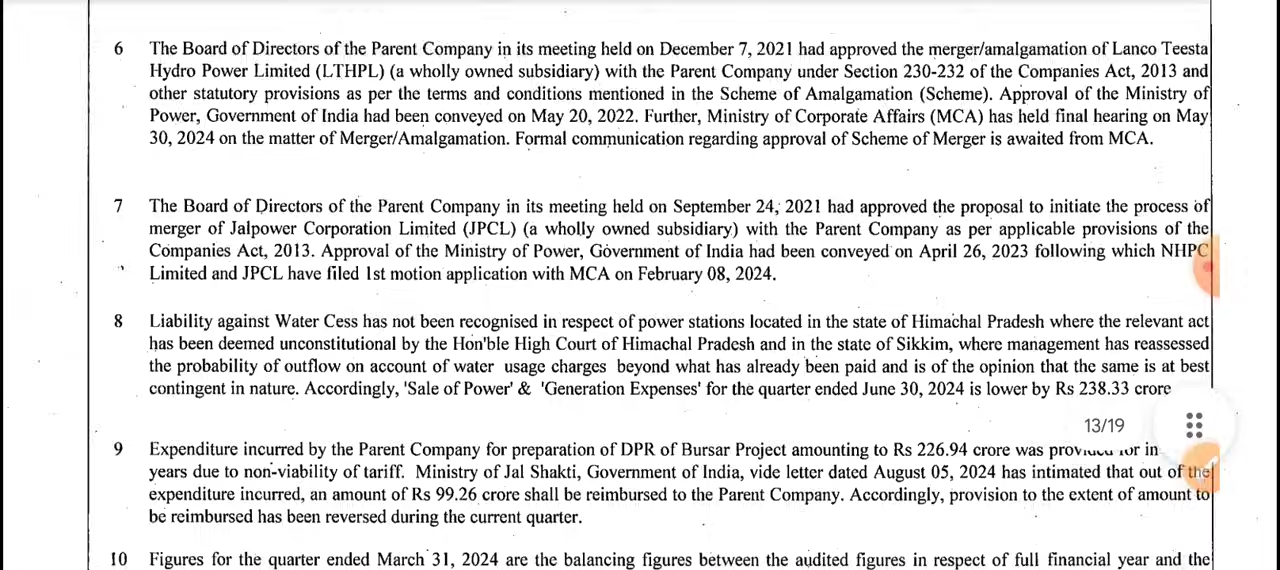 6 The Board of Directors of the Parent Company in its meeting held on December 7, 2021 had approved the merger/amalgamation of Lanco Teesta
Hydro Power Limited (LTHPL) (a wholly owned subsidiary) with the Parent Company under Section 230-232 of the Companies Act, 2013 and
other statutory provisions as per the terms and conditions mentioned in the Scheme of Amalgamation (Scheme). Approval of the Ministry of
Power, Government of India had been conveyed on May 20, 2022. Further, Ministry of Corporate Affairs (MCA) has held final hearing on May
30, 2024 on the matter of Merger/Amalgamation. Formal communication regarding approval of Scheme of Merger is awaited from MCA.
7 The Board of Directors of the Parent Company in its meeting held on September 24, 2021 had approved the proposal to initiate the process of
merger of Jalpower Corporation Limited (JPCL) (a wholly owned subsidiary) with the Parent Company as per applicable provisions of the
Companies Act, 2013. Approval of the Ministry of Power, Government of India had been conveyed on April 26, 2023 following which NHPC
Limited and JPCL have filed 1st motion application with MCA on February 08, 2024.
8 Liability against Water Cess has not been recognised in respect of power stations located in the state of Himachal Pradesh where the relevant act
has been deemed unconstitutional by the Hon'ble High Court of Himachal Pradesh and in the state of Sikkim, where management has reassessed
the probability of outflow on account of water usage charges beyond what has already been paid and is of the opinion that the same is at best
contingent in nature. Accordingly, 'Sale of Power' & 'Generation Expenses' for the quarter ended June 30, 2024 is lower by Rs 238.33 crore
13/19
9 Expenditure incurred by the Parent Company for preparation of DPR of Bursar Project amounting to Rs 226.94 crore was in
years due to non-viability of tariff. Ministry of Jal Shakti, Government of India, vide letter dated August 05, 2024 has intimated that out of the
expenditure incurred, an amount of Rs 99.26 crore shall be reimbursed to the Parent Company. Accordingly, provision to the extent of amount to
be reimbursed has been reversed during the current quarter.
10 Figures for the quarter ended March 31, 2024 are the balancing figures between the audited figures in respect of full financial year and the